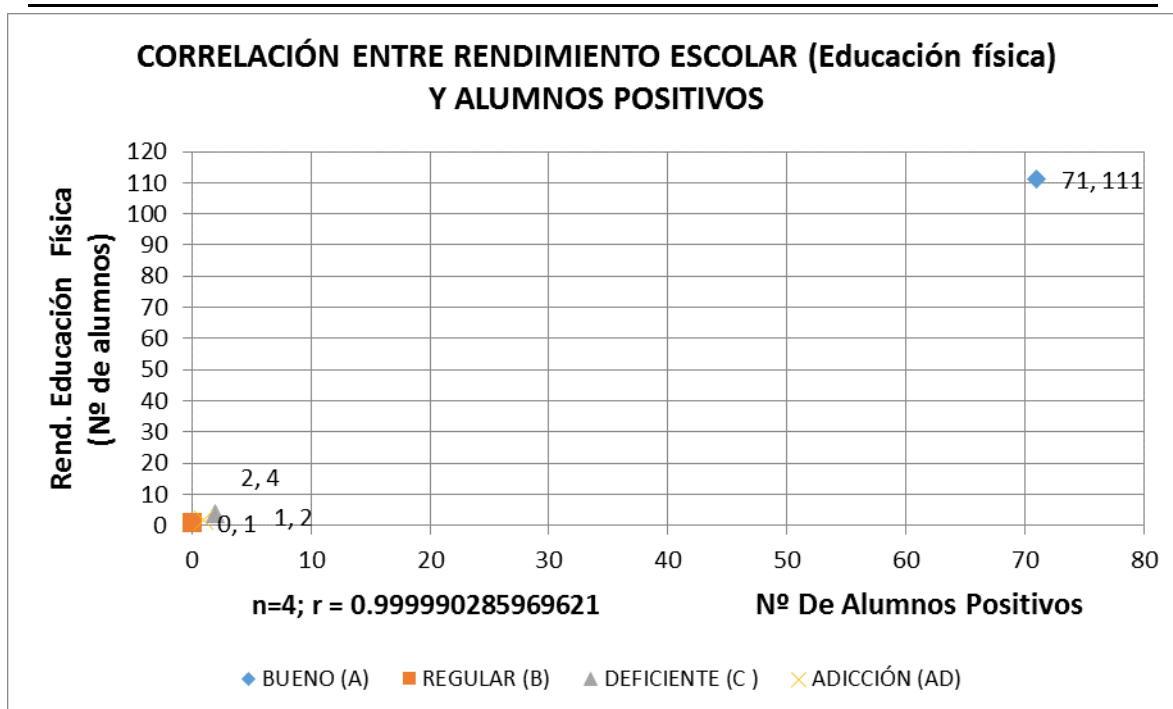 CORRELACIÓN ENTRE RENDIMIENTO ESCOLAR (Educación física)
Y ALUMNOS POSITIVOS
Rend. Educación Física
(Nº de alumnos)
120
110
100
90
80
70
60
50
40
30
20
10
0
71, 111
2, 4
0, 1
1, 2
0 10 20 30 40 50 60 70 80
n=4; r = 0.999990285969621
Nº De Alumnos Positivos
BUENO (A) REGULAR (B) DEFICIENTE (C ) ADICCIÓN (AD)